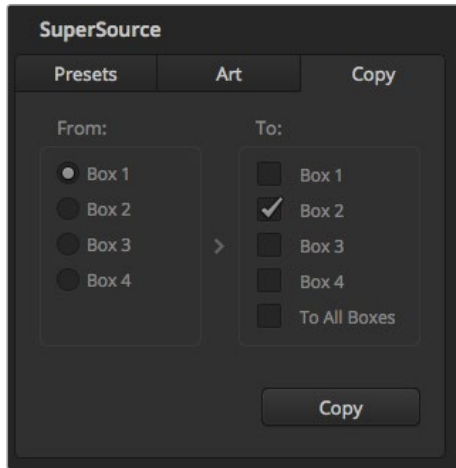 SuperSource
Presets Art Copy
From: To:
Box 1 Box 1
Box 2 Box 2
Box 3 > Box 3
Box 4 Box 4
To All Boxes
Copy